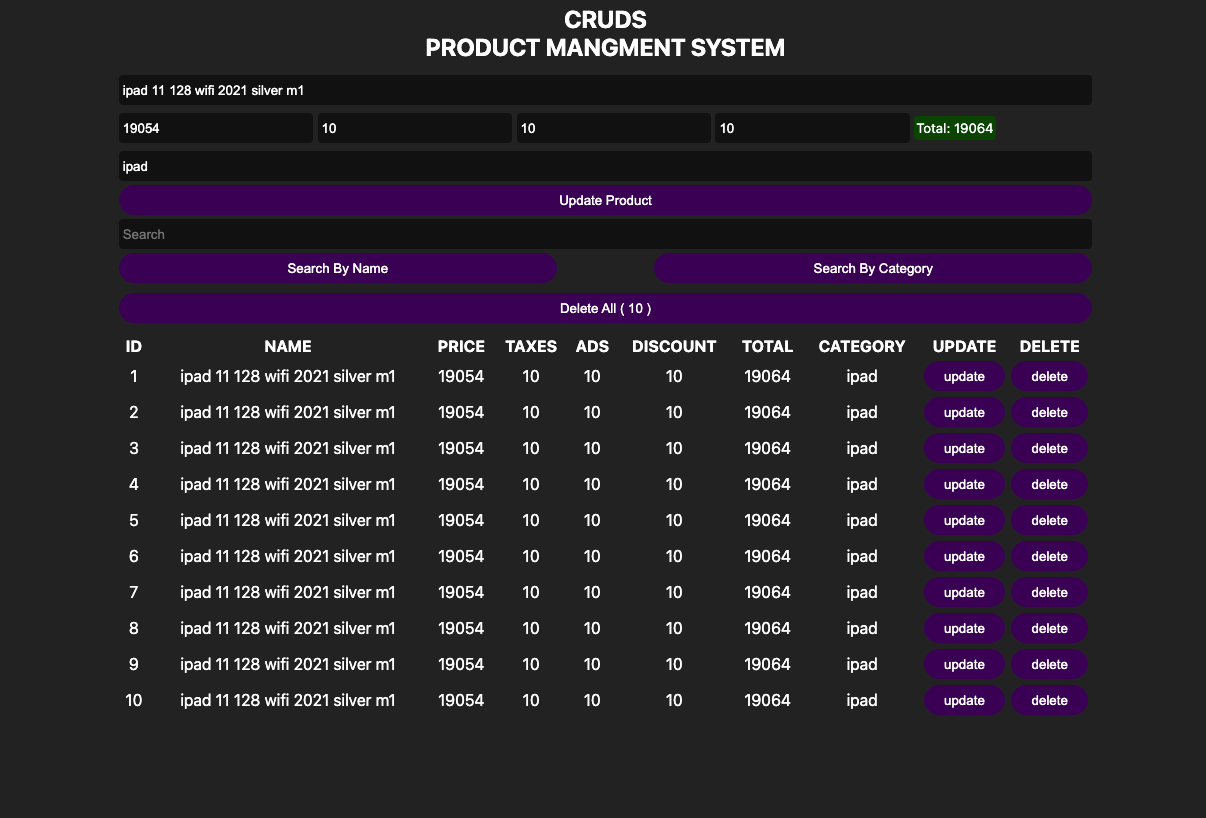 CRUDS
PRODUCT MANGMENT SYSTEM
ipad 11 128 wifi 2021 silver m1
19054 10 10 10 Total: 19064
ipad
Update Product
Search
Search By Name Search By Category
Delete All ( 10 )
ID NAME PRICE TAXES ADS DISCOUNT TOTAL CATEGORY UPDATE DELETE
1 ipad 11 128 wifi 2021 silver m1 19054 10 10 10 19064 ipad update delete
2 ipad 11 128 wifi 2021 silver m1 19054 10 10 10 19064 ipad update delete
3 ipad 11 128 wifi 2021 silver m1 19054 10 10 10 19064 ipad update delete
4 ipad 11 128 wifi 2021 silver m1 19054 10 10 10 19064 ipad update delete
5 ipad 11 128 wifi 2021 silver m1 19054 10 10 10 19064 ipad update delete
6 ipad 11 128 wifi 2021 silver m1 19054 10 10 10 19064 ipad update delete
7 ipad 11 128 wifi 2021 silver m1 19054 10 10 10 19064 ipad update delete
8 ipad 11 128 wifi 2021 silver m1 19054 10 10 10 19064 ipad update delete
9 ipad 11 128 wifi 2021 silver m1 19054 10 10 10 19064 ipad update delete
10 ipad 11 128 wifi 2021 silver m1 19054 10 10 10 19064 ipad update delete